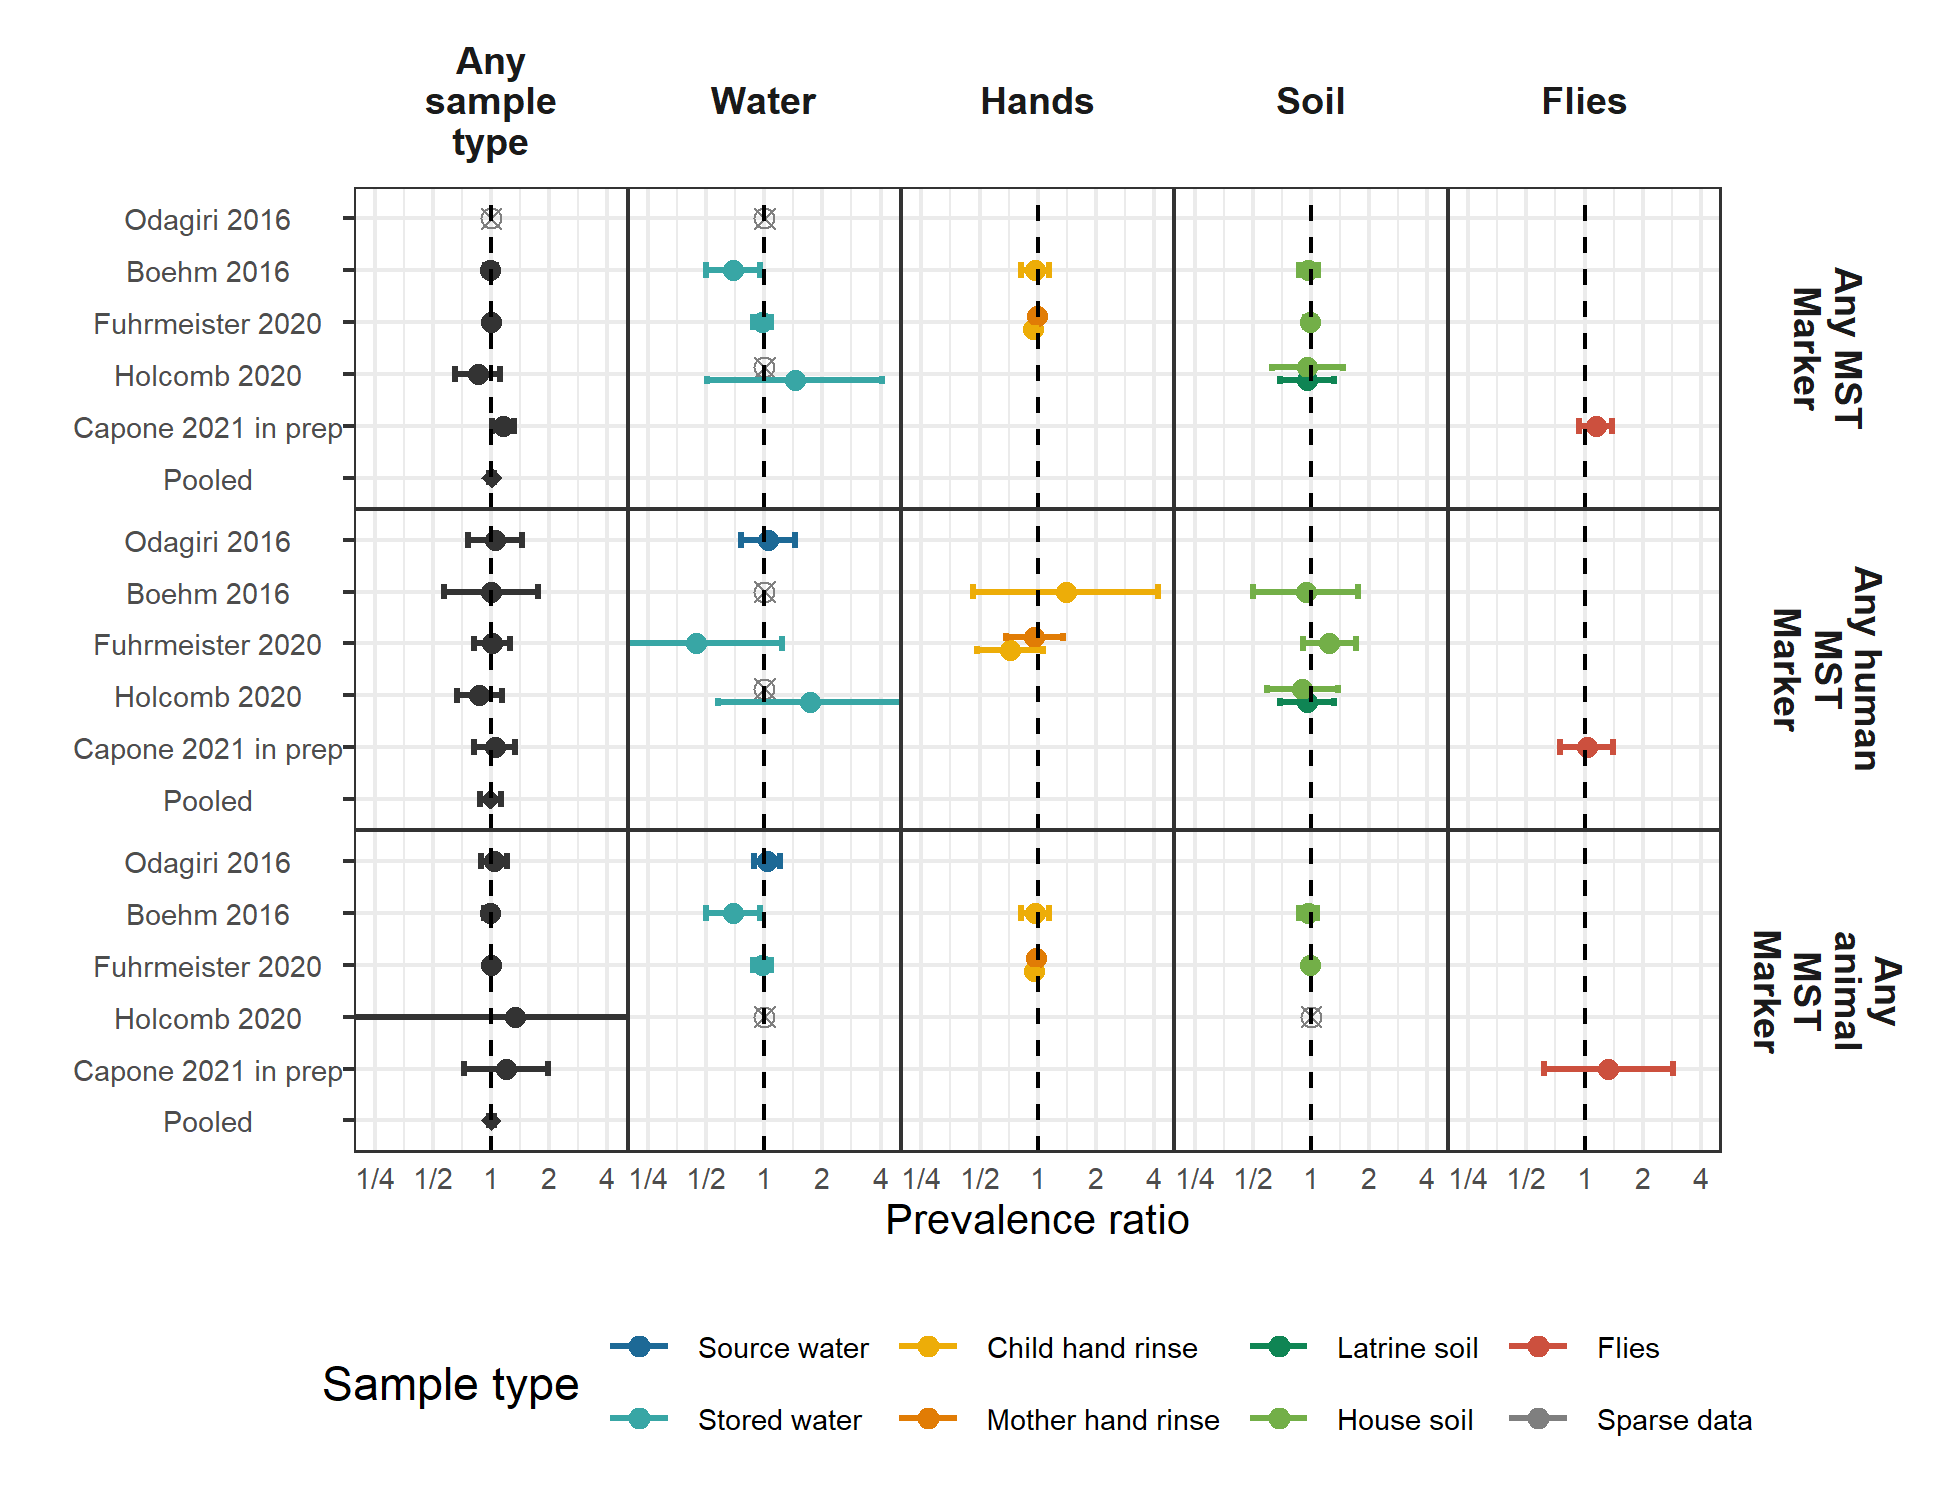 Any
sample
type
Water
Hands
Soil
Flies
Odagiri 2016
Boehm 2016
Fuhrmeister 2020
Holcomb 2020
Capone 2021 in prep
Pooled
Any MST
Marker
Odagiri 2016
Boehm 2016
Fuhrmeister 2020
Holcomb 2020
Capone 2021 in prep
Pooled
Any human
MST
Marker
Odagiri 2016
Boehm 2016
Fuhrmeister 2020
Holcomb 2020
Capone 2021 in prep
Pooled
Any
animal
MST
Marker
1/4 1/2 1 2 4 1/4 1/2 1 2 4 1/4 1/2 1 2 4 1/4 1/2 1 2 4 1/4 1/2 1 2 4
Prevalence ratio
Sample type
Source water
Child hand rinse
Latrine soil
Flies
Stored water
Mother hand rinse
House soil
Sparse data